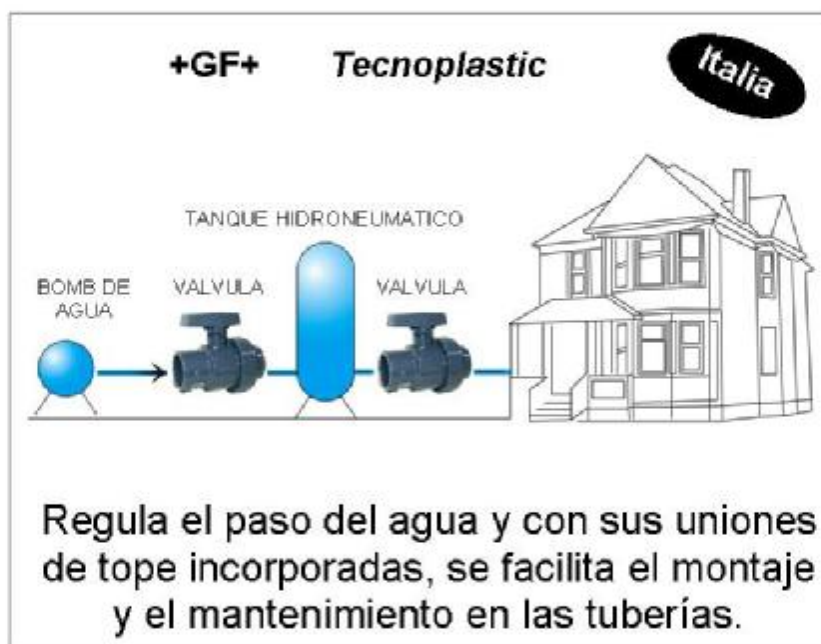 +GF+ Tecnoplastic Italia
TANQUE HIDRONEUMATICO
BOMB DE
AGUA
VALVULA
VALVULA
Regula el paso del agua y con sus uniones
de tope incorporadas, se facilita el montaje
y el mantenimiento en las tuberías.